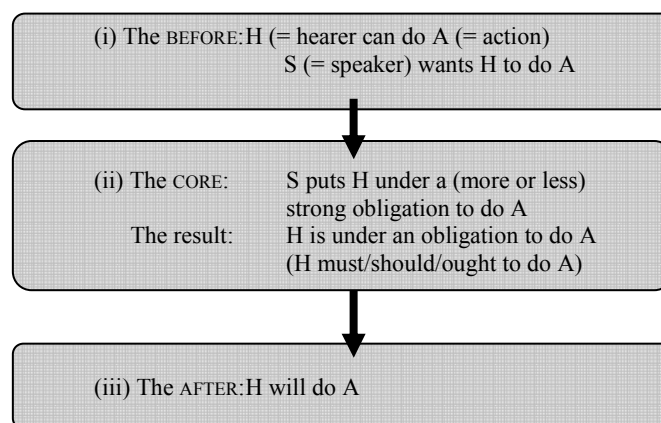 (i) The BEFORE:H (= hearer can do A (= action)
S (= speaker) wants H to do A
(ii) The CORE: S puts H under a (more or less)
strong obligation to do A
The result: H is under an obligation to do A
(H must/should/ought to do A)
(iii) The AFTER:H will do A